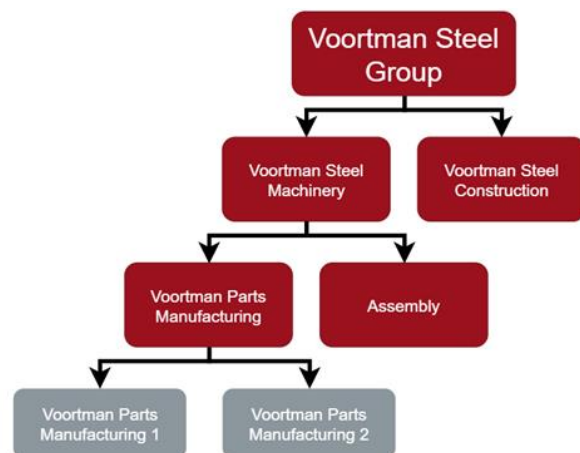 Voortman Steel
Group
Voortman Steel
Machinery
Voortman Steel
Construction
Voortman Parts
Manufacturing
Assembly
Voortman Parts
Manufacturing 1
Voortman Parts
Manufacturing 2